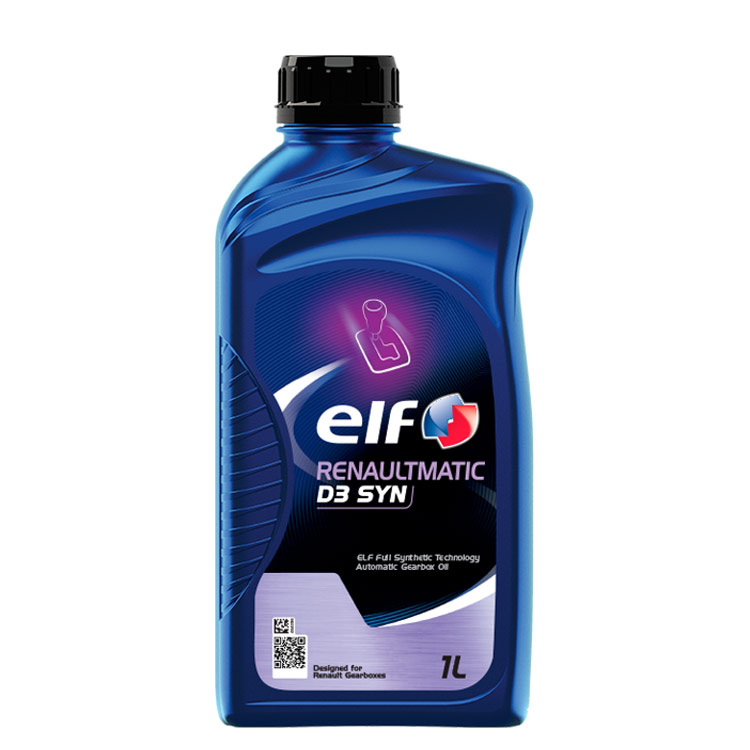 elf
RENAULTMATIC
D3 SYN
ELF Full Synthetic Technology
Automatic Gearbox Oil
Designed for
Renault Gearboxes
1L